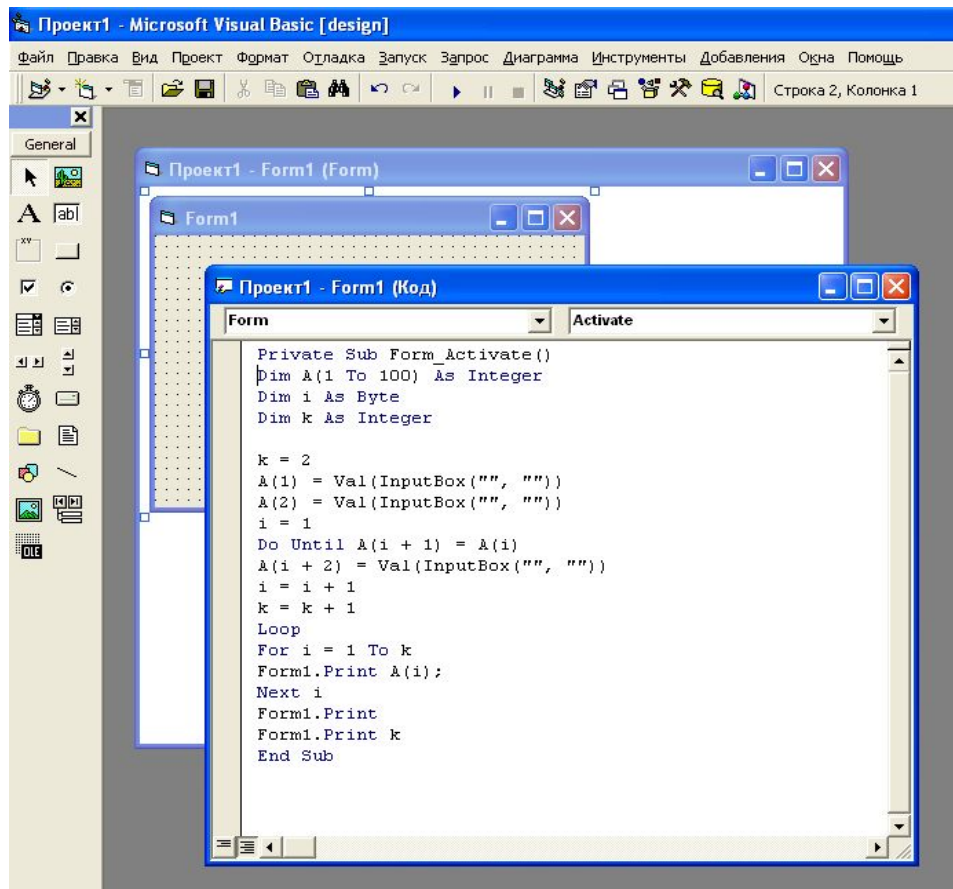 Проект1 - Microsoft Visual Basic [design]
Файл Правка Вид Проект Формат Отладка Запуск Запрос Диаграмма Инструменты Добавления Окна Помощь
Строка 2, Колонка 1
General
Проект1 - Form1 (Form)
A ab|
Form1
XY
Проект1 - Form1 (Код)
Form Activate
Private Sub Form_Activate()
Dim A(1 To 100) As Integer
Dim i As Byte
Dim k As Integer
k = 2
A(1) = Val(InputBox("", ""))
A(2) = Val(InputBox("", ""))
i = 1
Do Until A(i + 1) = A(i)
A(i + 2) = Val(InputBox("", ""))
i = i + 1
k = k + 1
Loop
For i = 1 To k
Form1.Print A(i);
Next i
Form1.Print
Form1.Print k
End Sub
OLE